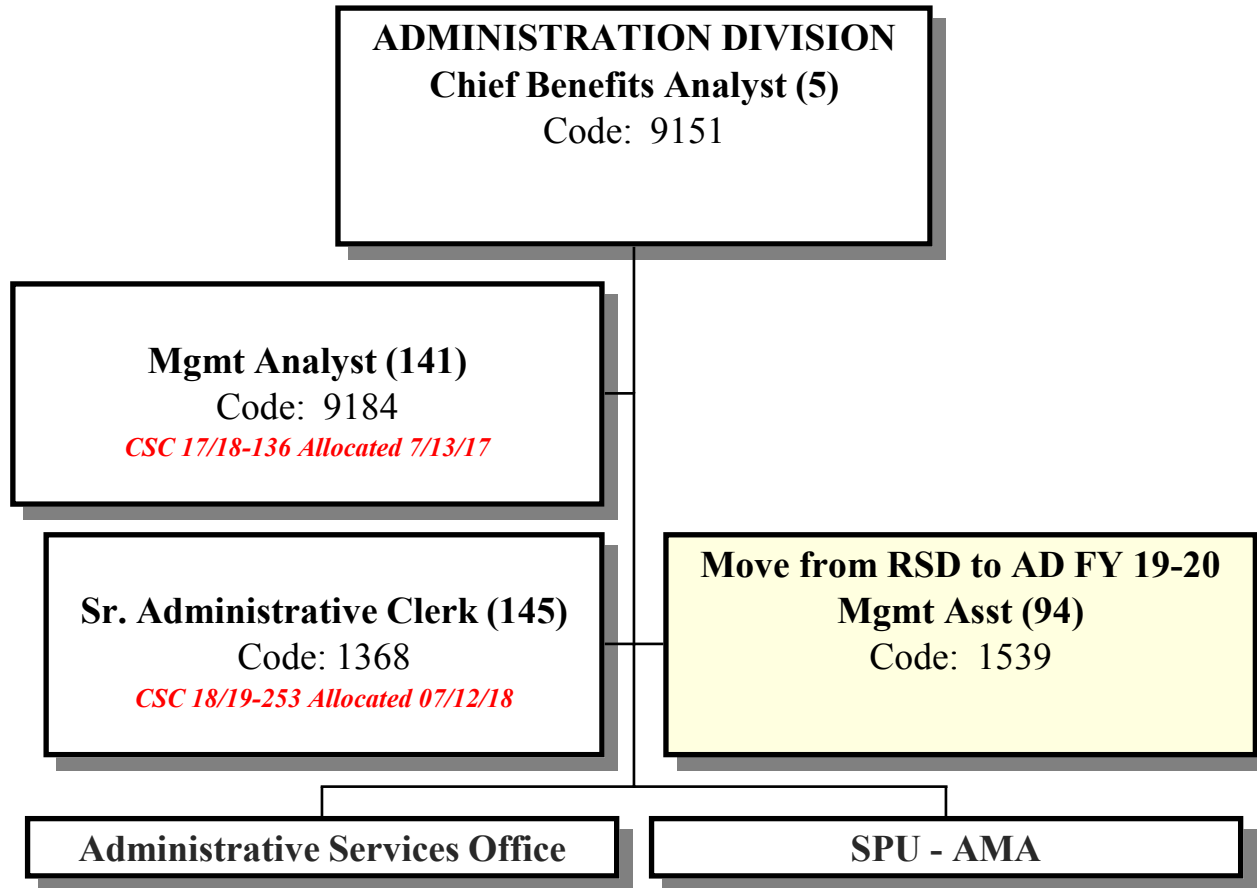 ADMINISTRATION DIVISION
Chief Benefits Analyst (5)
Code: 9151
Mgmt Analyst (141)
Code: 9184
CSC 17/18-136 Allocated 7/13/17
Sr. Administrative Clerk (145)
Code: 1368
CSC 18/19-253 Allocated 07/12/18
Move from RSD to AD FY 19-20
Mgmt Asst (94)
Code: 1539
Administrative Services Office
SPU - AMA